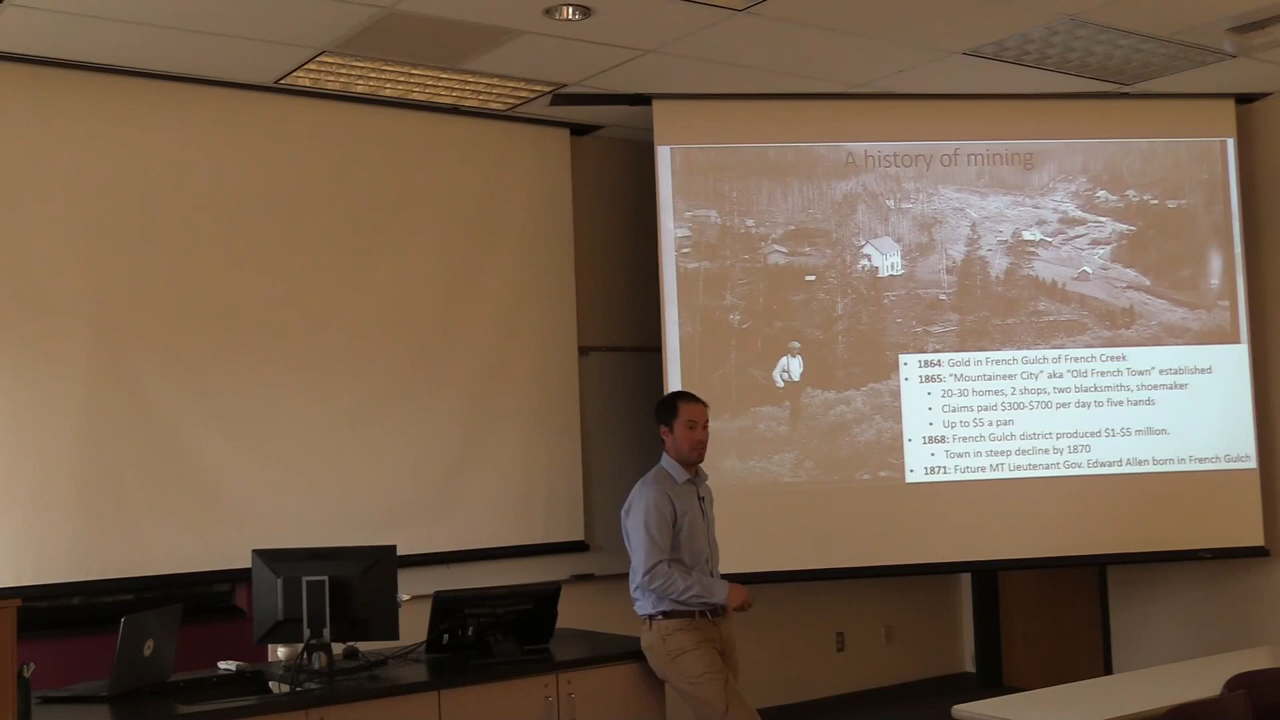 A history of mining
• 1864: Gold in French Gulch of French Creek
• 1865: "Mountaineer City" aka "Old French Town" established
• 20-30 homes, 2 shops, two blacksmiths, shoemaker
• Claims paid $300-$700 per day to five hands
• Up to $5 a pan
• 1868: French Gulch district produced $1-$5 million.
• Town in steep decline by 1870
• 1871: Future MT Lieutenant Gov. Edward Allen born in French Gulch